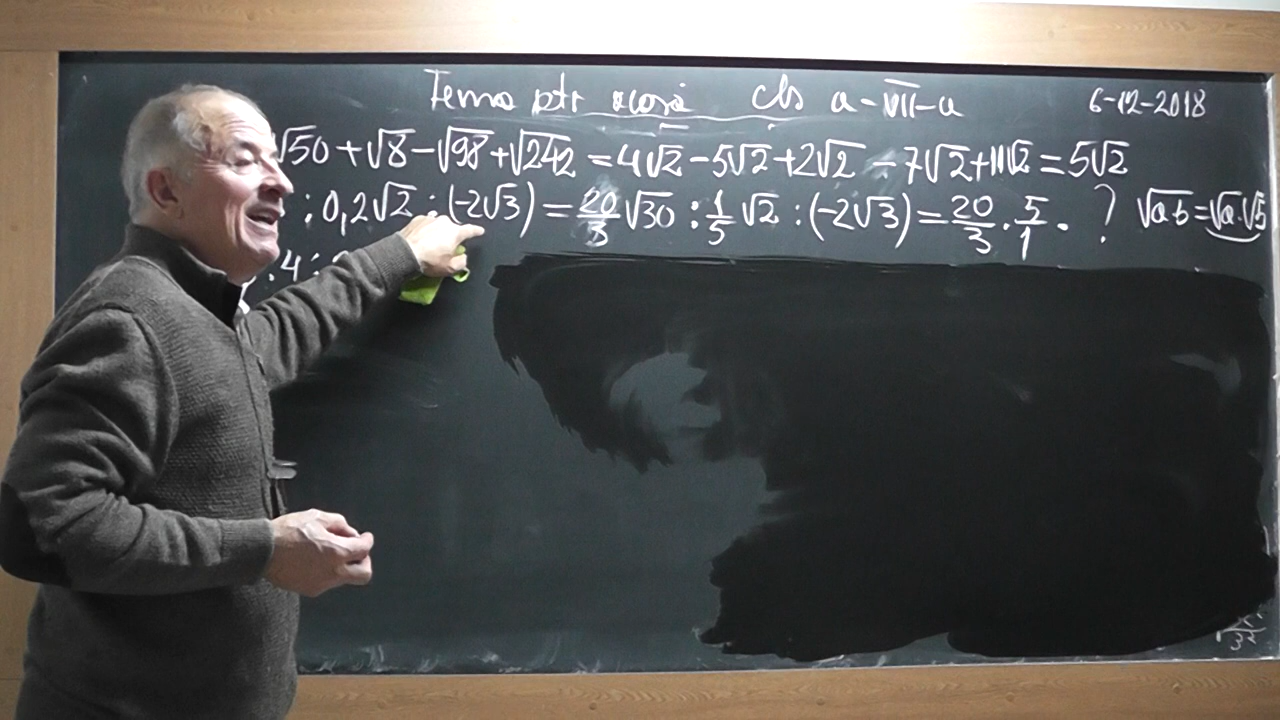 Tema ptr acasă cls a-VII-a 6-12-2018
√50+√8-√98+√242=4√2-5√2+2√2-7√2+11√2=5√2
:0,2√2:(-2√3)=20/3√30:1/5√2:(-2√3)=20/3·5/1·? √a·b=√a·√b
.4: